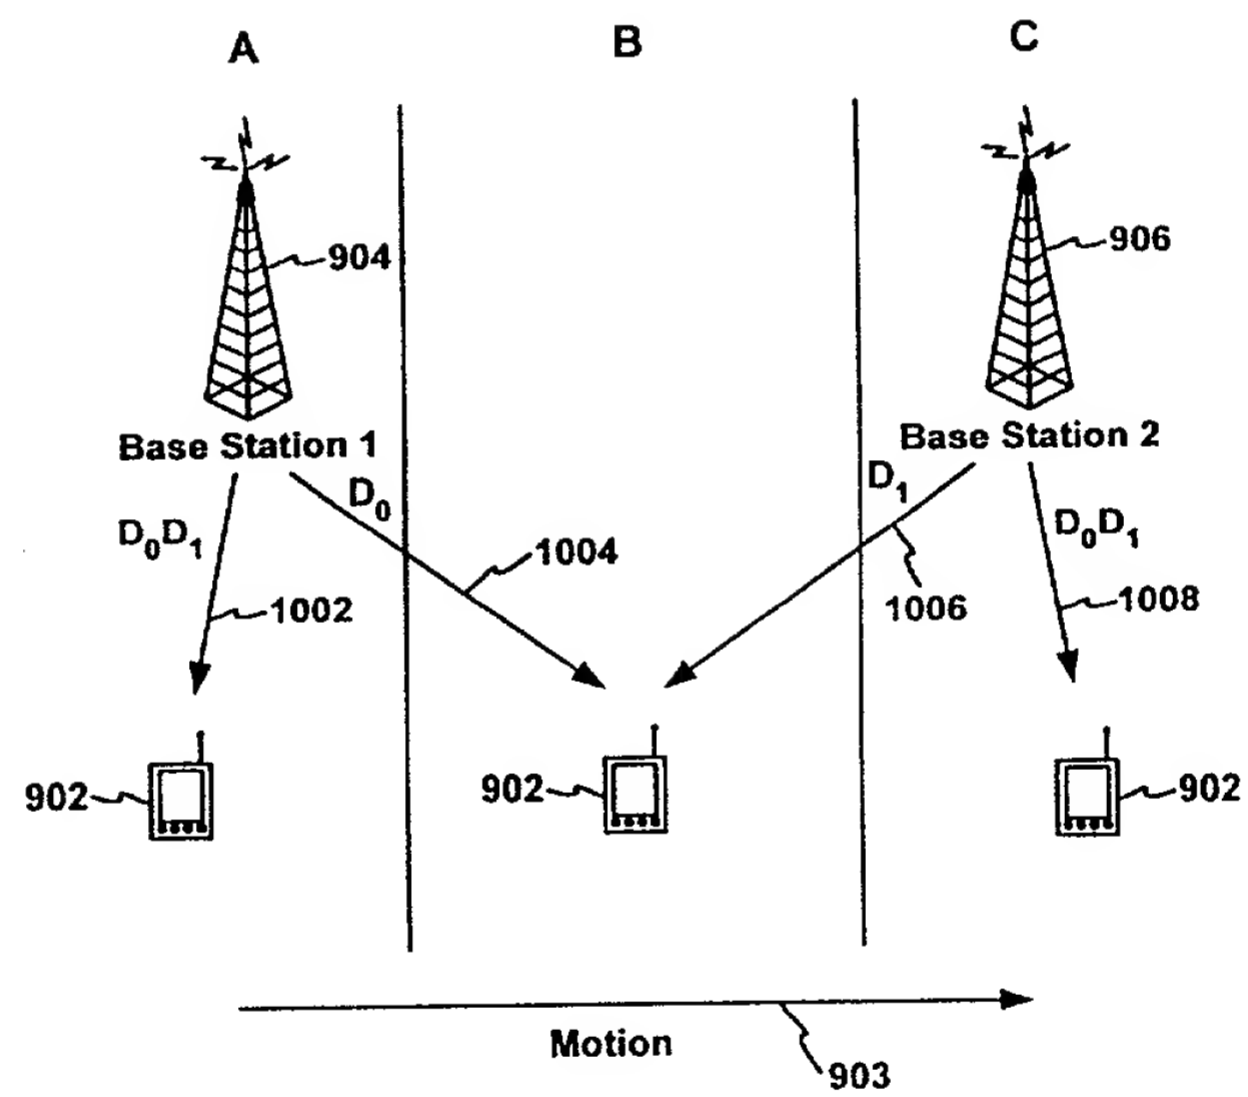 A B C
904
906
Base Station 1
Base Station 2
D0
D1
D0D1
D0D1
1004
1002
1006
1008
902
902
902
Motion
903